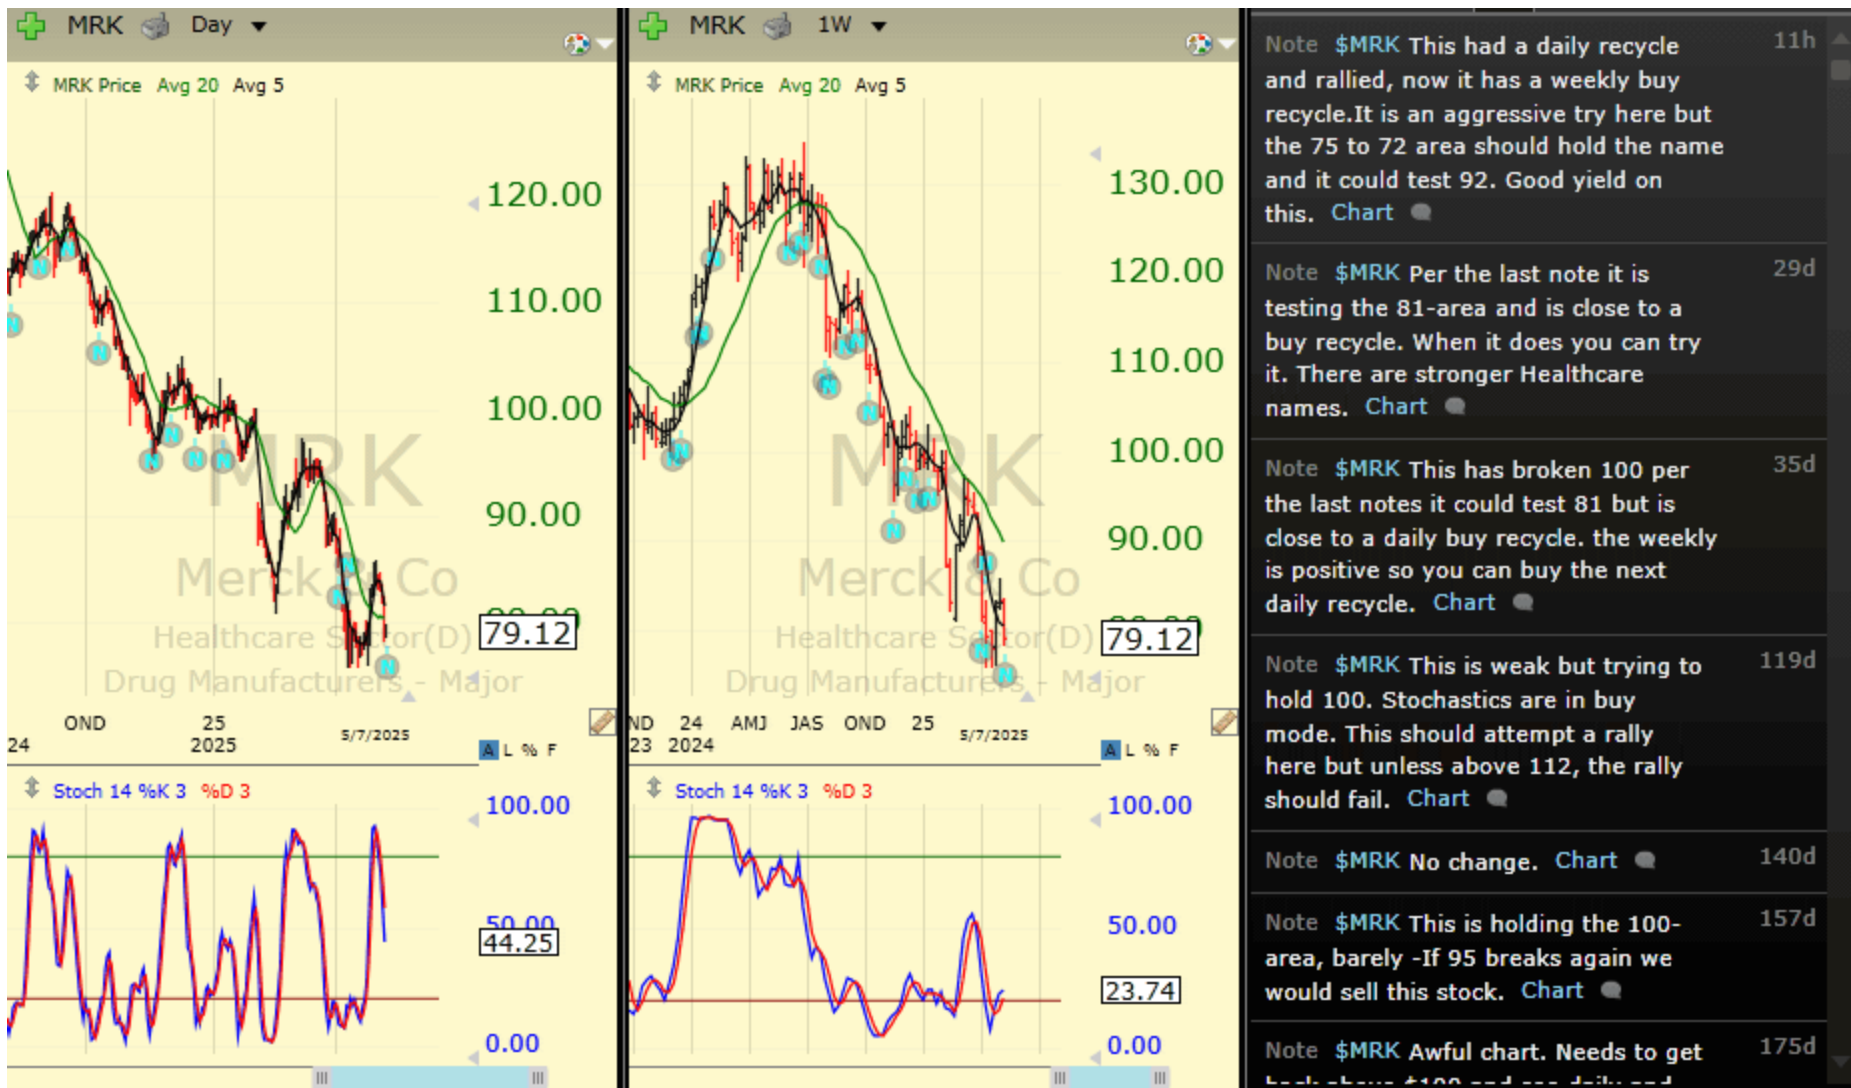 MRK Day
MRK Price Avg 20 Avg 5
120.00
110.00
100.00
90.00
79.12
MRK
Merck & Co
Healthcare Sector(D)
Drug Manufacturers - Major
OND 25
24 2025 5/7/2025
A L % F
Stoch 14 %K 3 %D 3
100.00
50.00
44.25
0.00
MRK 1W
MRK Price Avg 20 Avg 5
130.00
120.00
110.00
100.00
90.00
79.12
MRK
Merck & Co
Healthcare Sector(D)
Drug Manufacturers - Major
ND 24 AMJ JAS OND 25
23 2024 5/7/2025
A L % F
Stoch 14 %K 3 %D 3
100.00
50.00
23.74
0.00
Note $MRK This had a daily recycle 11h
and rallied, now it has a weekly buy
recycle.It is an aggressive try here but
the 75 to 72 area should hold the name
and it could test 92. Good yield on
this. Chart
Note $MRK Per the last note it is 29d
testing the 81-area and is close to a
buy recycle. When it does you can try
it. There are stronger Healthcare
names. Chart
Note $MRK This has broken 100 per 35d
the last notes it could test 81 but is
close to a daily buy recycle. the weekly
is positive so you can buy the next
daily recycle. Chart
Note $MRK This is weak but trying to 119d
hold 100. Stochastics are in buy
mode. This should attempt a rally
here but unless above 112, the rally
should fail. Chart
Note $MRK No change. Chart 140d
Note $MRK This is holding the 100- 157d
area, barely -If 95 breaks again we
would sell this stock. Chart
Note $MRK Awful chart. Needs to get 175d